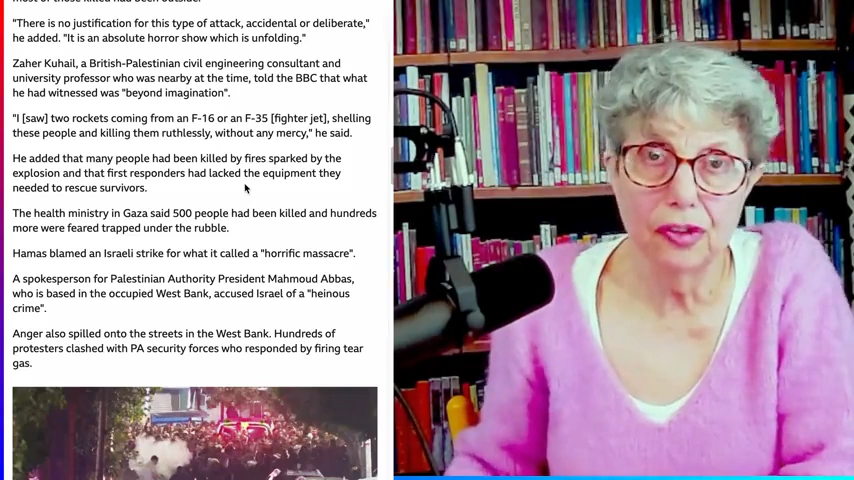 "There is no justification for this type of attack, accidental or deliberate,"
he added. "It is an absolute horror show which is unfolding."
Zaher Kuhail, a British-Palestinian civil engineering consultant and
university professor who was nearby at the time, told the BBC that what
he had witnessed was "beyond imagination".
"I [saw] two rockets coming from an F-16 or an F-35 [fighter jet], shelling
these people and killing them ruthlessly, without any mercy," he said.
He added that many people had been killed by fires sparked by the
explosion and that first responders had lacked the equipment they
needed to rescue survivors.
The health ministry in Gaza said 500 people had been killed and hundreds
more were feared trapped under the rubble.
Hamas blamed an Israeli strike for what it called a "horrific massacre".
A spokesperson for Palestinian Authority President Mahmoud Abbas,
who is based in the occupied West Bank, accused Israel of a "heinous
crime".
Anger also spilled onto the streets in the West Bank. Hundreds of
protesters clashed with PA security forces who responded by firing tear
gas.